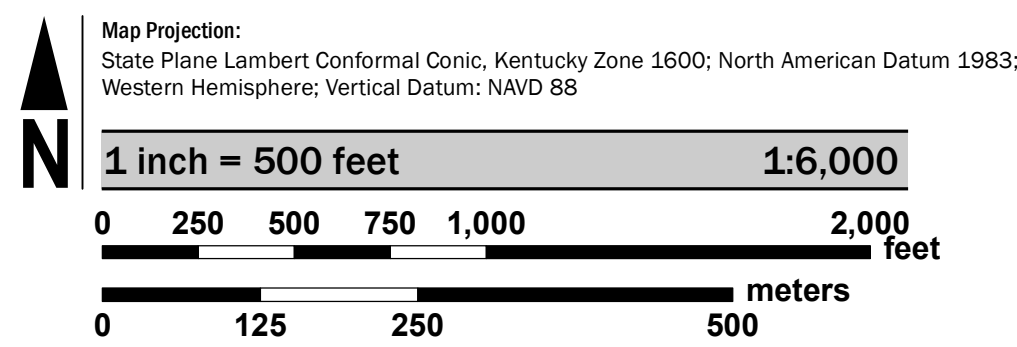 Map Projection:
State Plane Lambert Conformal Conic, Kentucky Zone 1600; North American Datum 1983;
Western Hemisphere; Vertical Datum: NAVD 88
N
1 inch = 500 feet 1:6,000
0 250 500 750 1,000 2,000
feet
meters
0 125 250 500